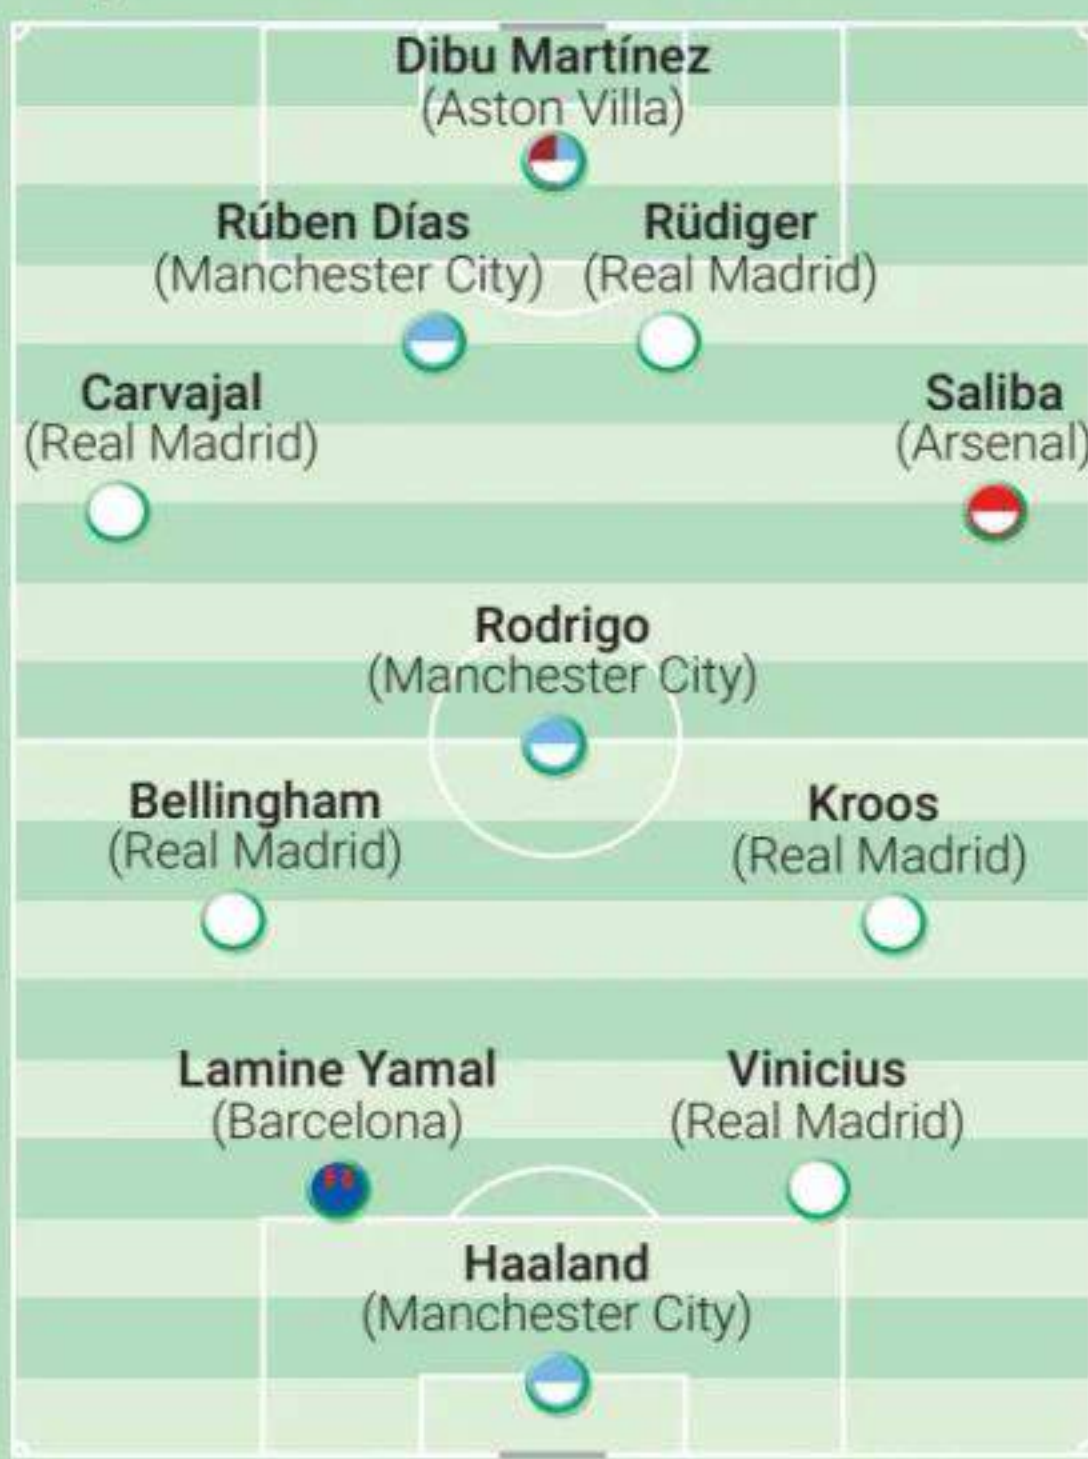 Dibu Martínez
(Aston Villa)
Rúben Días
(Manchester City)
Rüdiger
(Real Madrid)
Carvajal
(Real Madrid)
Saliba
(Arsenal)
Rodrigo
(Manchester City)
Bellingham
(Real Madrid)
Kroos
(Real Madrid)
Lamine Yamal
(Barcelona)
Vinicius
(Real Madrid)
Haaland
(Manchester City)